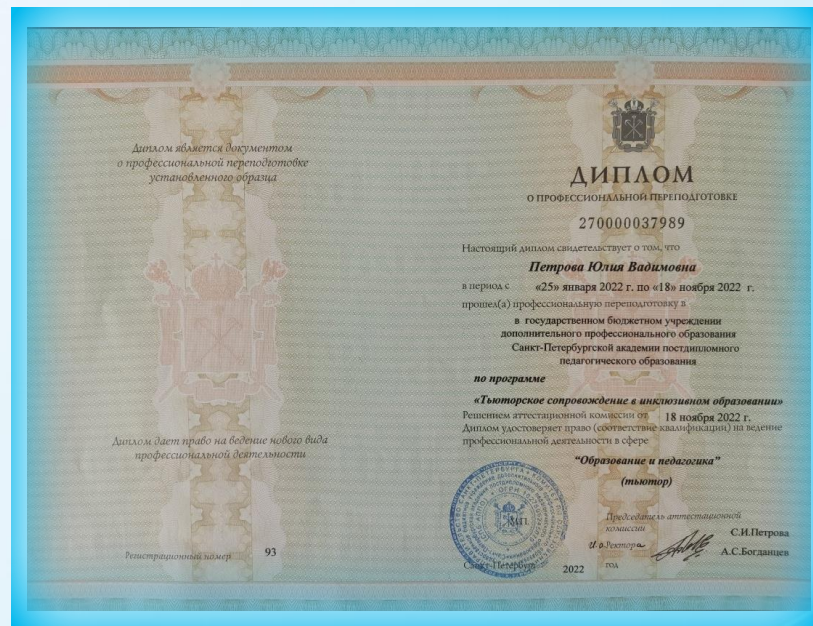 Диплом является документом
о профессиональной переподготовке
установленного образца
Диплом дает право на ведение нового вида
профессиональной деятельности
Регистрационный номер 93
ДИПЛОМ
О ПРОФЕССИОНАЛЬНОЙ ПЕРЕПОДГОТОВКЕ
270000037989
Настоящий диплом свидетельствует о том, что
Петрова Юлия Вадимовна
в период с «25» января 2022 г. по «18» ноября 2022 г.
прошел(а) профессиональную переподготовку в
в государственном бюджетном учреждении
дополнительного профессионального образования
Санкт-Петербургской академии постдипломного
педагогического образования
по программе
«Тьюторское сопровождение в инклюзивном образовании»
Решением аттестационной комиссии от 18 ноября 2022 г.
Диплом удостоверяет право (соответствие квалификации) на ведение
профессиональной деятельности в сфере
"Образование и педагогика"
(тьютор)
Председатель аттестационной
комиссии С.И.Петрова
И.о.Ректора А.С.Богданцев
М.П.
Санкт-Петербург 2022 год